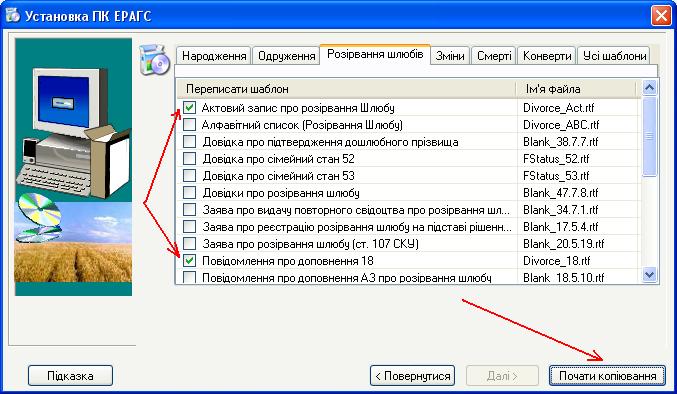 Установка ПК ЕРАГС
Народження Одруження Розірвання шлюбів Зміни Смерті Конверти Усі шаблони
Переписати шаблон Ім'я файла
Актовий запис про розірвання Шлюбу Divorce_Act.rtf
Алфавітний список (Розірвання Шлюбу) Divorce_ABC.rtf
Довідка про підтвердження дошлюбного прізвища Blank_38.7.7.rtf
Довідка про сімейний стан 52 FStatus_52.rtf
Довідка про сімейний стан 53 FStatus_53.rtf
Довідки про розірвання шлюбу Blank_47.7.8.rtf
Заява про видачу повторного свідоцтва про розірвання шл... Blank_34.7.1.rtf
Заява про реєстрацію розірвання шлюбу на підставі рішенн... Blank_17.5.4.rtf
Заява про розірвання шлюбу (ст. 107 СКУ) Blank_20.5.19.rtf
Повідомлення про доповнення 18 Divorce_18.rtf
Повідомлення про доповнення АЗ про розірвання шлюбу Blank_18.5.10.rtf
Підказка < Повернутися Далі > Почати копіювання